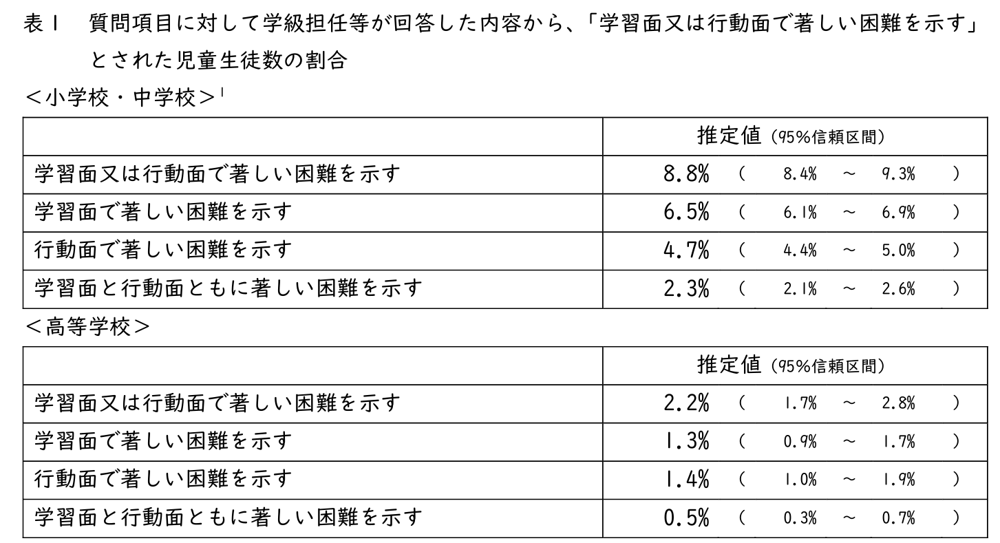 表1　質問項目に対して学級担任等が回答した内容から、「学習面又は行動面で著しい困難を示す」
とされた児童生徒数の割合
＜小学校・中学校＞1
推定値（95%信頼区間）
学習面又は行動面で著しい困難を示す 8.8% （ 8.4% ～ 9.3% ）
学習面で著しい困難を示す 6.5% （ 6.1% ～ 6.9% ）
行動面で著しい困難を示す 4.7% （ 4.4% ～ 5.0% ）
学習面と行動面ともに著しい困難を示す 2.3% （ 2.1% ～ 2.6% ）
＜高等学校＞
推定値（95%信頼区間）
学習面又は行動面で著しい困難を示す 2.2% （ 1.7% ～ 2.8% ）
学習面で著しい困難を示す 1.3% （ 0.9% ～ 1.7% ）
行動面で著しい困難を示す 1.4% （ 1.0% ～ 1.9% ）
学習面と行動面ともに著しい困難を示す 0.5% （ 0.3% ～ 0.7% ）